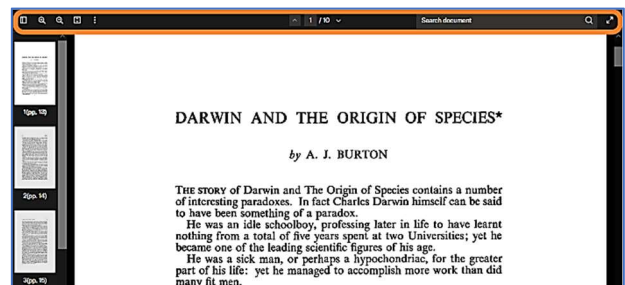 1 /10
Search document
1(pp. 13)
2(pp. 14)
3(pp. 15)
DARWIN AND THE ORIGIN OF SPECIES*
by A. J. BURTON
THE STORY of Darwin and The Origin of Species contains a number
of interesting paradoxes. In fact Charles Darwin himself can be said
to have been something of a paradox.
He was an idle schoolboy, professing later in life to have learnt
nothing from a total of five years spent at two Universities; yet he
became one of the leading scientific figures of his age.
He was a sick man, or perhaps a hypochondriac, for the greater
part of his life: yet he managed to accomplish more work than did
many fit men.